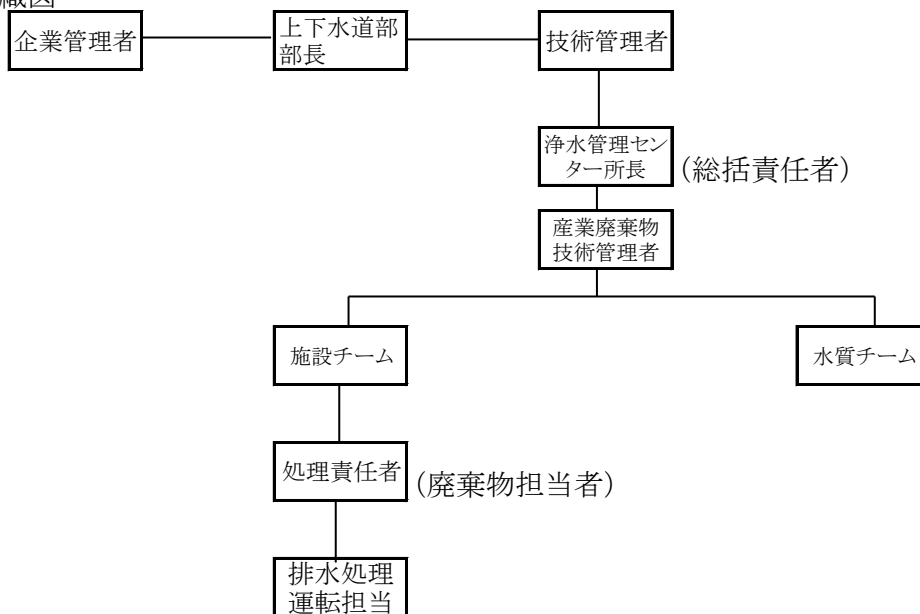 織図
企業管理者
上下水道部
部長
技術管理者
浄水管理セン
ター所長
(総括責任者)
産業廃棄物
技術管理者
施設チーム
水質チーム
処理責任者
(廃棄物担当者)
排水処理
運転担当